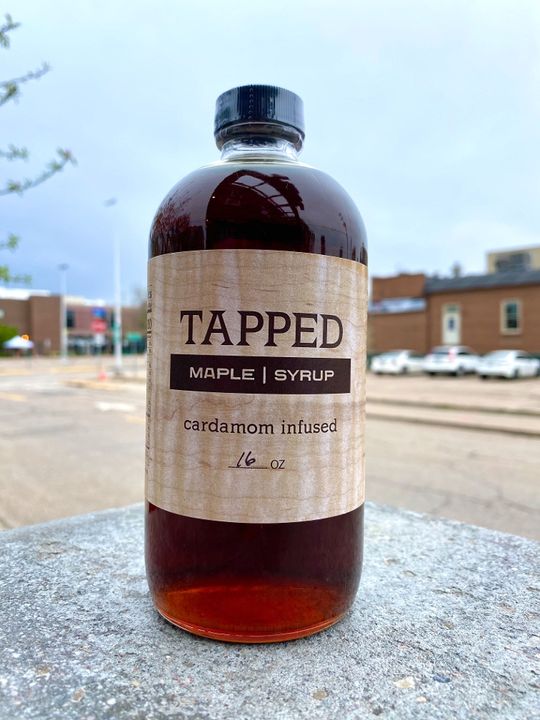 TAPPED
MAPLE | SYRUP
cardamom infused
16 OZ